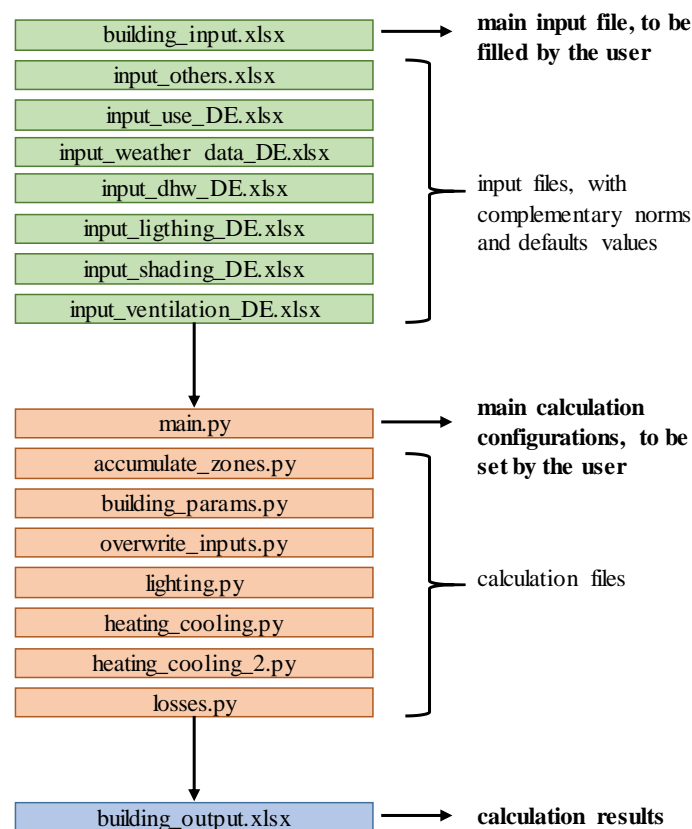 building_input.xlsx
main input file, to be
filled by the user
input_others.xlsx
input_use_DE.xlsx
input_weather data_DE.xlsx
input_dhw_DE.xlsx
input_ligthing_DE.xlsx
input_shading_DE.xlsx
input_ventilation_DE.xlsx
input files, with
complementary norms
and defaults values
main.py
main calculation
configurations, to be
set by the user
accumulate_zones.py
building_params.py
overwrite_inputs.py
lighting.py
heating_cooling.py
heating_cooling_2.py
losses.py
calculation files
building_output.xlsx
calculation results